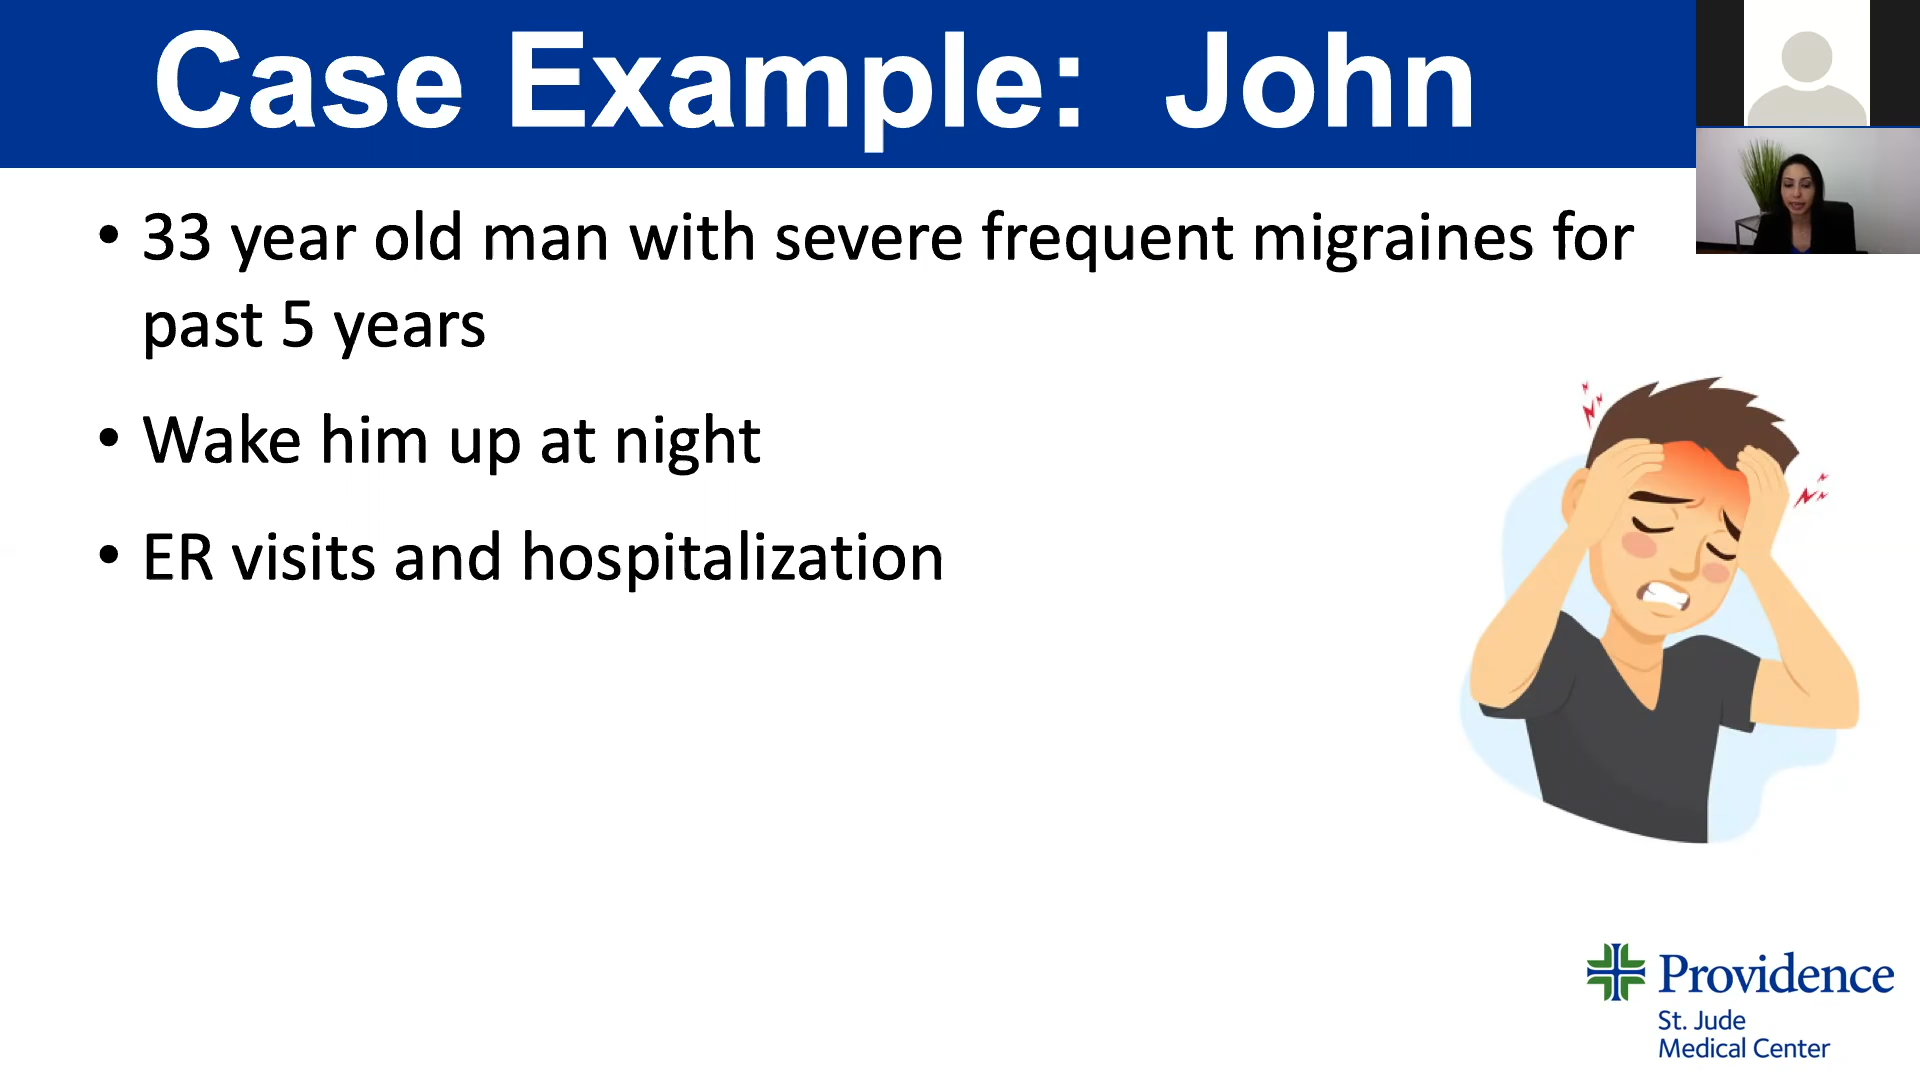 Case Example: John
• 33 year old man with severe frequent migraines for
past 5 years
• Wake him up at night
• ER visits and hospitalization
Providence
St. Jude
Medical Center